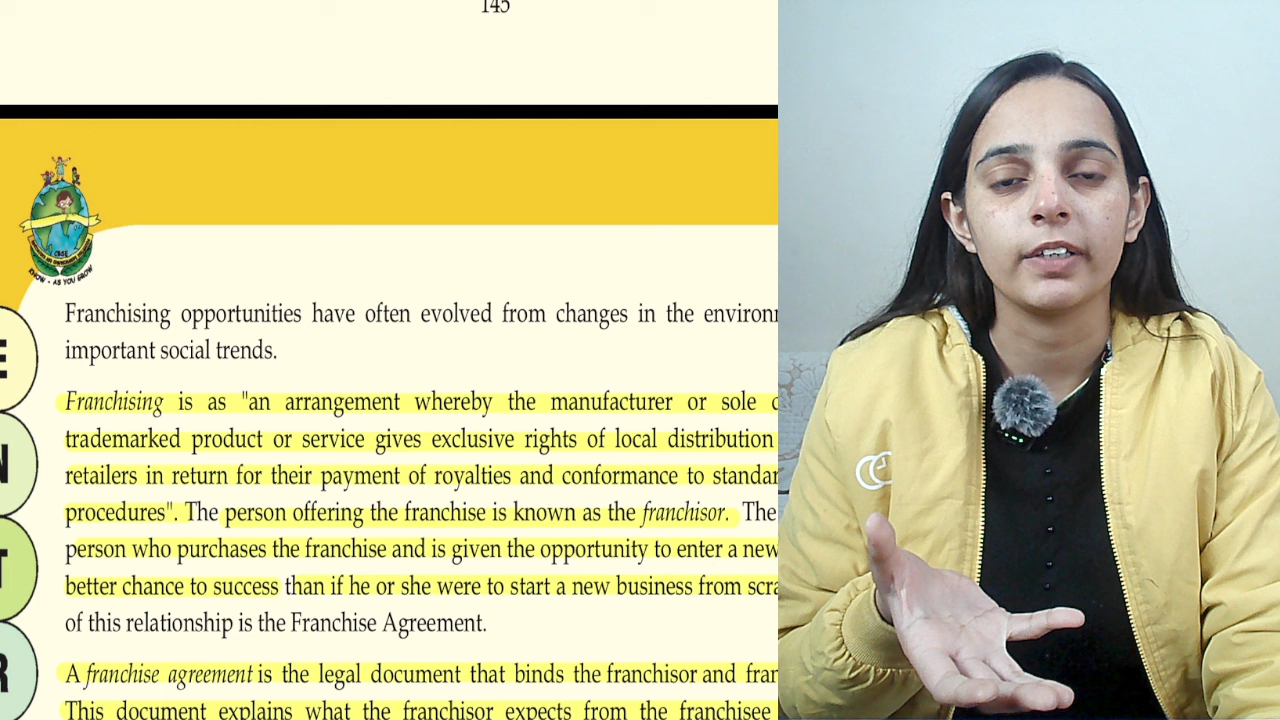 145
CBSE
KNOW - AS YOU GROW
E
N
T
R
Franchising opportunities have often evolved from changes in the
important social trends.
Franchising is as "an arrangement whereby the manufacturer or sole
trademarked product or service gives exclusive rights of local distribution
retailers in return for their payment of royalties and conformance to
procedures". The person offering the franchise is known as the franchisor. The
person who purchases the franchise and is given the opportunity to enter a new
better chance to success than if he or she were to start a new business from
of this relationship is the Franchise Agreement.
A franchise agreement is the legal document that binds the franchisor and
This document explains what the franchisor expects from the franchisee